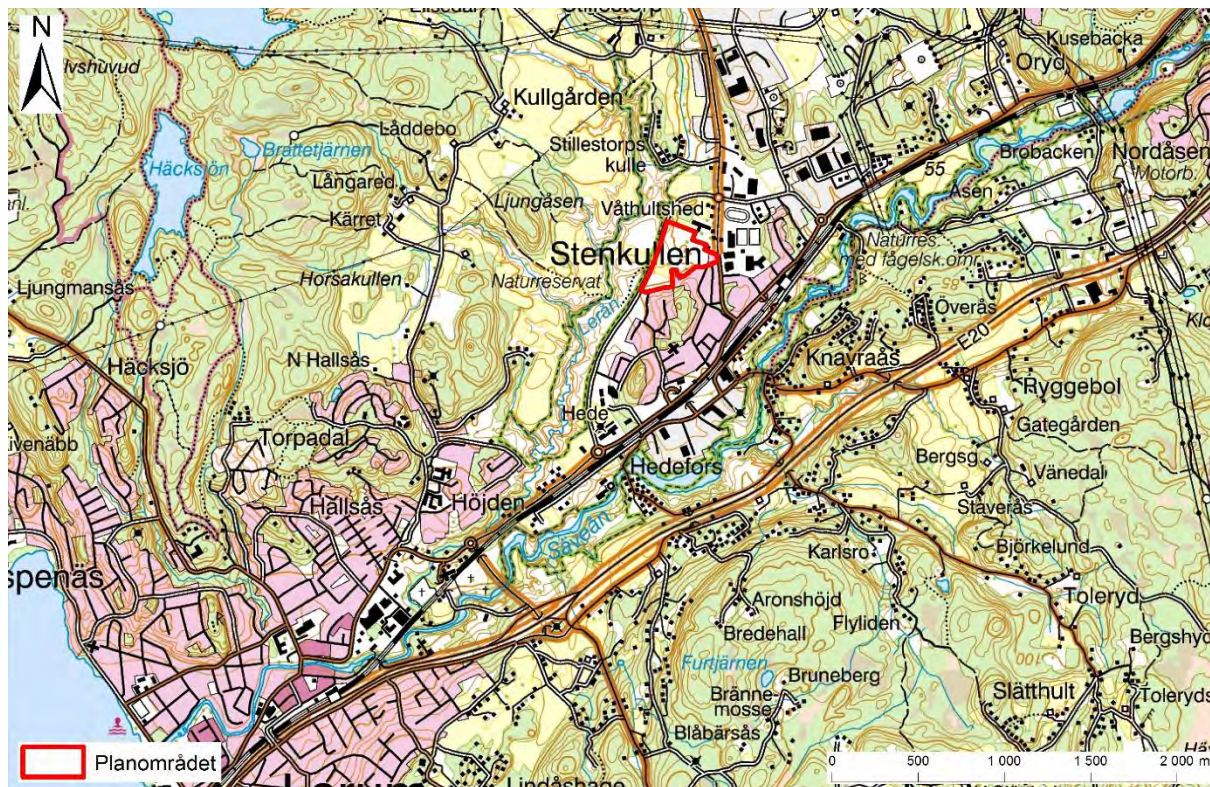 N
Kusebacka
Oryd
Kullgården
Låddebo
Brattetjärnen
Häcksjön
Långared
Kärret
Ljungåsen
Stillestorps
kulle
Våthultshed
55
Brobacken
Nordåsen
Motorb.
Åsen
Stenkullen
Naturreservat
Naturres
med fågelsk.omr
Horsakullen
Ljungmansås
Lerån
Överås
E20
Häcksjö
N Hallsås
Knavraås
Ryggebol
Gategården
Hede
Torpadal
Bergsg
Vänedal
Hedefors
Staverås
Hallsås
Höjden
Säveån
Björkelund
Karlsro
Toleryd
Aronshöjd
Bredehall
Flyliden
Furtjärnen
Bruneberg
Bränne-
mosse
Slätthult
Blåbärsås
100
Planområdet
0 500 1 000 1 500 2 000 m